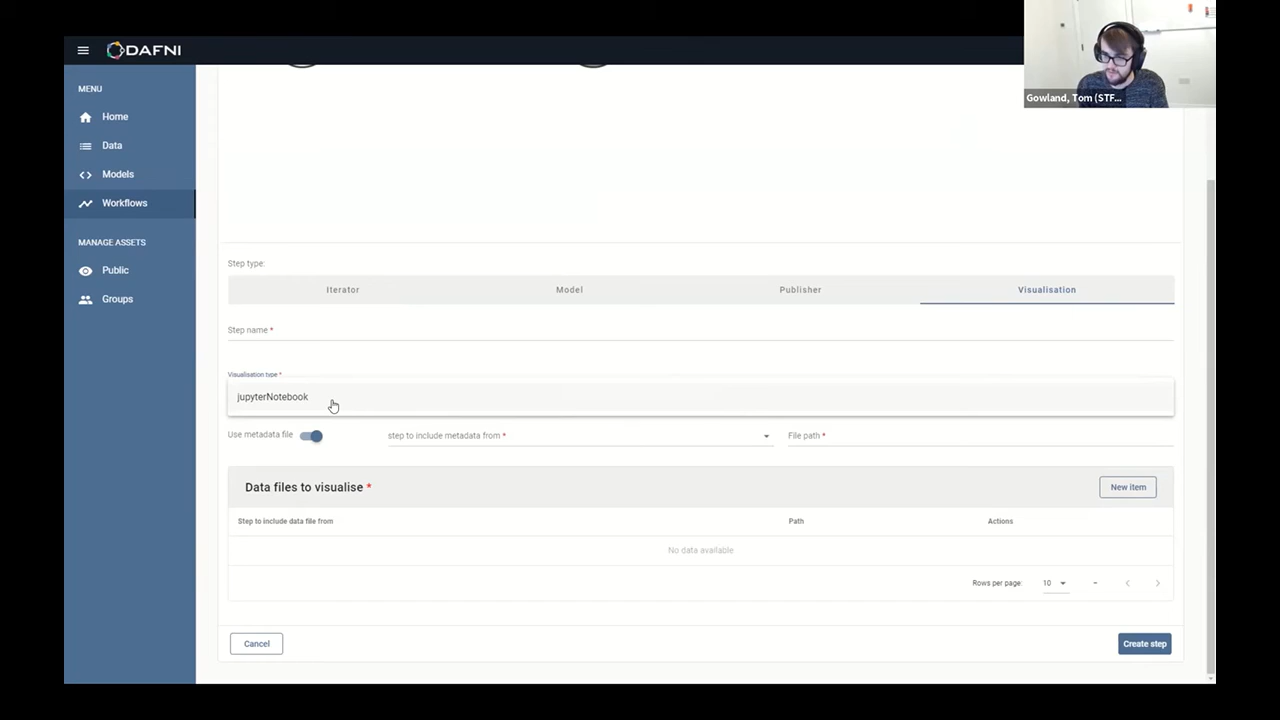 DAFNI
Gowland, Tom (STF...
MENU
Home
Data
Models
Workflows
MANAGE ASSETS
Public
Groups
Step type:
Iterator
Model
Publisher
Visualisation
Step name *
Visualisation type *
jupyterNotebook
Use metadata file
step to include metadata from *
File path *
Data files to visualise *
New item
Step to include data file from
Path
Actions
No data available
Rows per page:
10
-
Cancel
Create step